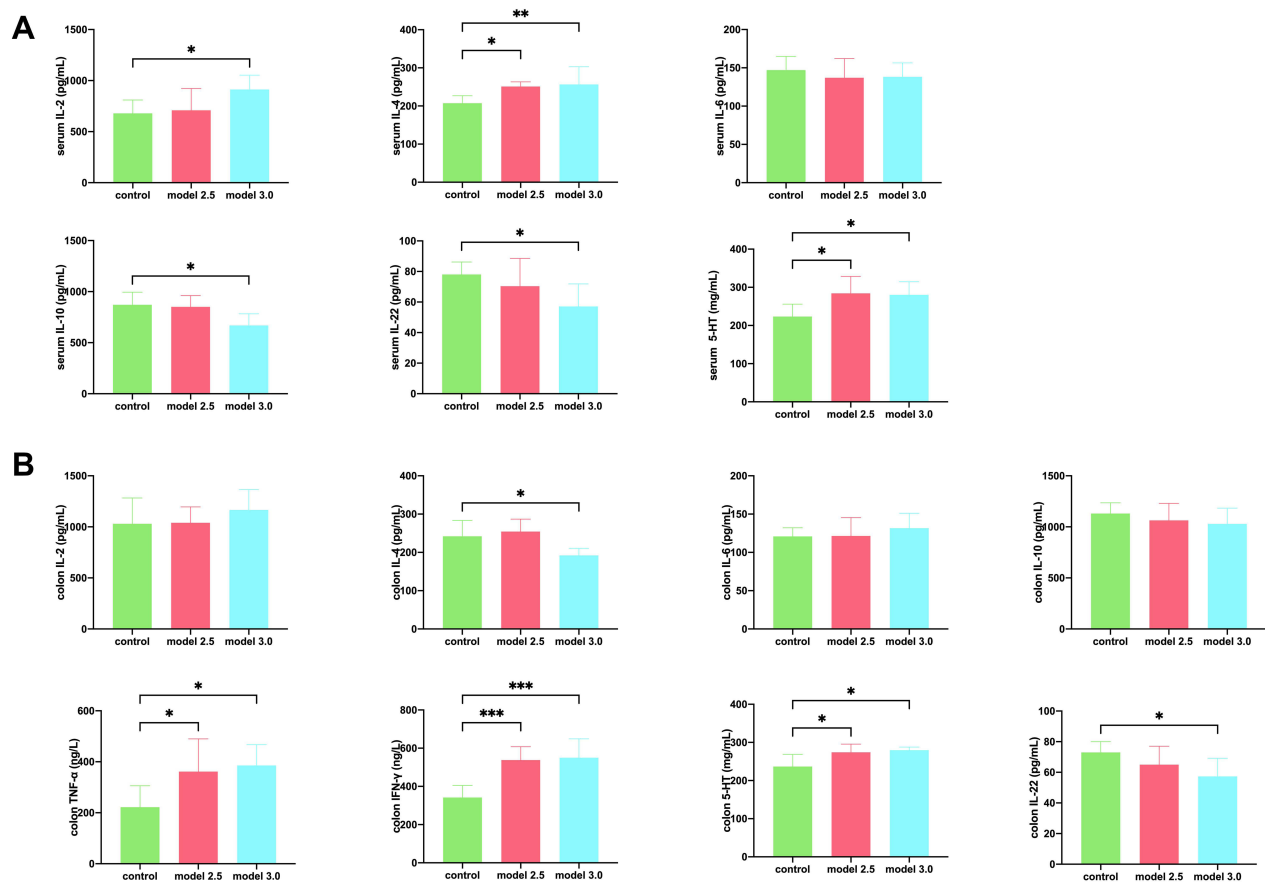 A
serum IL-2 (pg/mL)
1500
1000
500
0
*
control model 2.5 model 3.0
serum IL-4 (pg/mL)
400
300
200
100
0
**
*
control model 2.5 model 3.0
serum IL-6 (pg/mL)
200
150
100
50
0
control model 2.5 model 3.0
serum IL-10 (pg/mL)
1500
1000
500
0
*
control model 2.5 model 3.0
serum IL-22 (pg/mL)
100
80
60
40
20
0
*
control model 2.5 model 3.0
serum 5-HT (mg/mL)
400
300
200
100
0
*
*
control model 2.5 model 3.0
B
colon IL-2 (pg/mL)
1500
1000
500
0
control model 2.5 model 3.0
colon IL-4 (pg/mL)
400
300
200
100
0
*
control model 2.5 model 3.0
colon IL-6 (pg/mL)
200
150
100
50
0
control model 2.5 model 3.0
colon IL-10 (pg/mL)
1500
1000
500
0
control model 2.5 model 3.0
colon TNF-α (ng/L)
600
400
200
0
*
*
control model 2.5 model 3.0
colon IFN-γ (ng/L)
800
600
400
200
0
***
***
control model 2.5 model 3.0
colon 5-HT (mg/mL)
400
300
200
100
0
*
*
control model 2.5 model 3.0
colon IL-22 (pg/mL)
100
80
60
40
20
0
*
control model 2.5 model 3.0